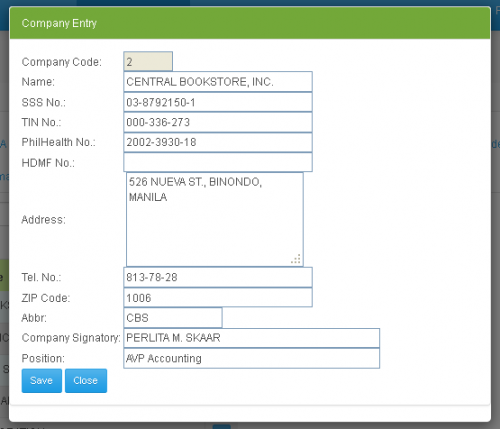 Company Entry
Company Code: 2
Name: CENTRAL BOOKSTORE, INC.
SSS No.: 03-8792150-1
TIN No.: 000-336-273
PhilHealth No.: 2002-3930-18
HDMF No.:
Address: 526 NUEVA ST., BINONDO,
MANILA
Tel. No.: 813-78-28
ZIP Code: 1006
Abbr: CBS
Company Signatory: PERLITA M. SKAAR
Position: AVP Accounting
Save Close